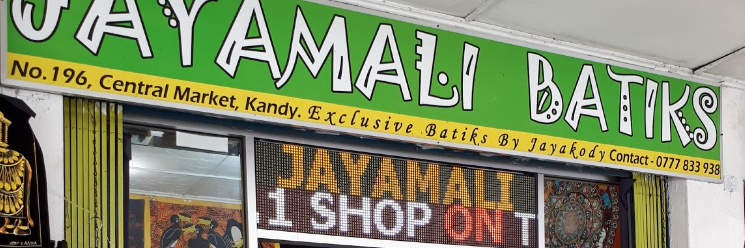 JAYAMALI BATIKS
No.196, Central Market, Kandy. Exclusive Batiks By Jayakody Contact - 0777 833 938
JAYAMALI
1 SHOP ON T